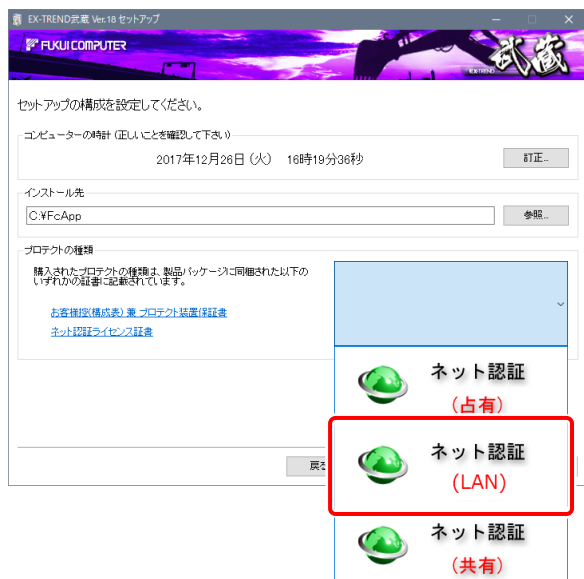 EX-TREND武蔵 Ver.18 セットアップ
FUKUI COMPUTER
EX-TREND 武蔵
セットアップの構成を設定してください。
コンピューターの時計 (正しいことを確認して下さい)
2017年12月26日 (火) 16時19分36秒
訂正...
インストール先
C:¥FcApp
参照...
プロテクトの種類
購入されたプロテクトの種類は、製品パッケージに同梱された以下の
いずれかの証書に記載されています。
お客様控(構成表) 兼 プロテクト装置保証書
ネット認証ライセンス証書
ネット認証
(占有)
ネット認証
(LAN)
戻
ネット認証
(共有)